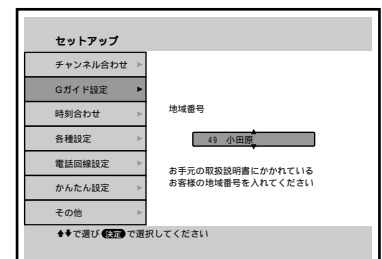 セットアップ
チャンネル合わせ
Gガイド設定
時刻合わせ
各種設定
電話回線設定
かんたん設定
その他
地域番号
49 小田原
お手元の取扱説明書にかかれている
お客様の地域番号を入れてください
で選び 決定 で選択してください